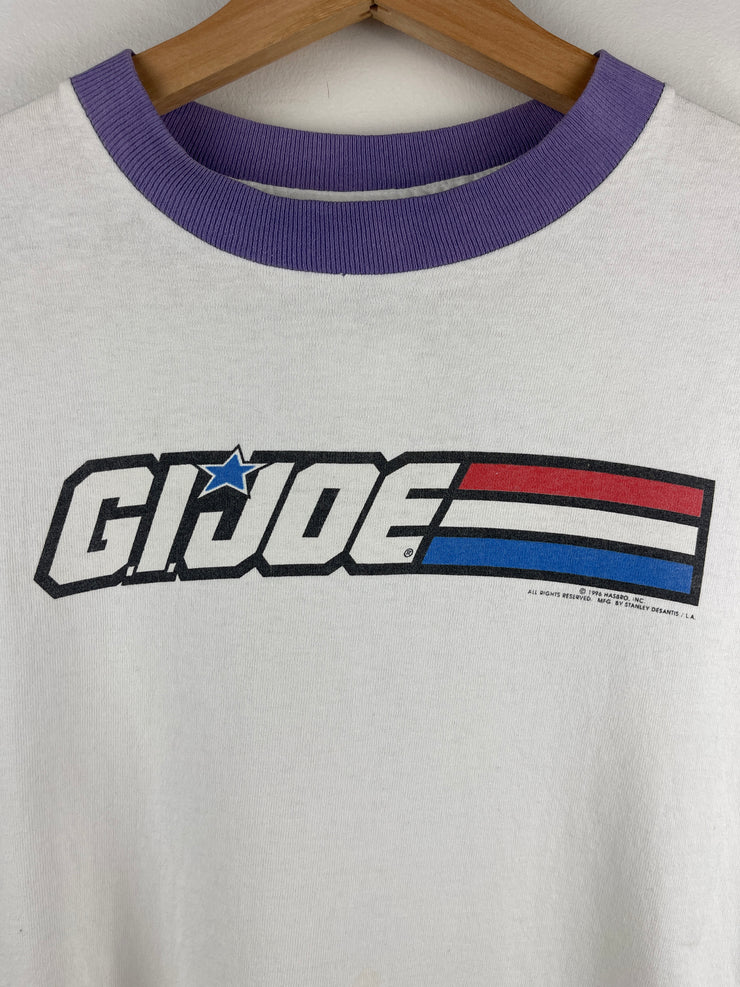 G.I.JOE
®
© 1996 HASBRO, INC.
ALL RIGHTS RESERVED. MFG. BY STANLEY DESANTIS / L.A.